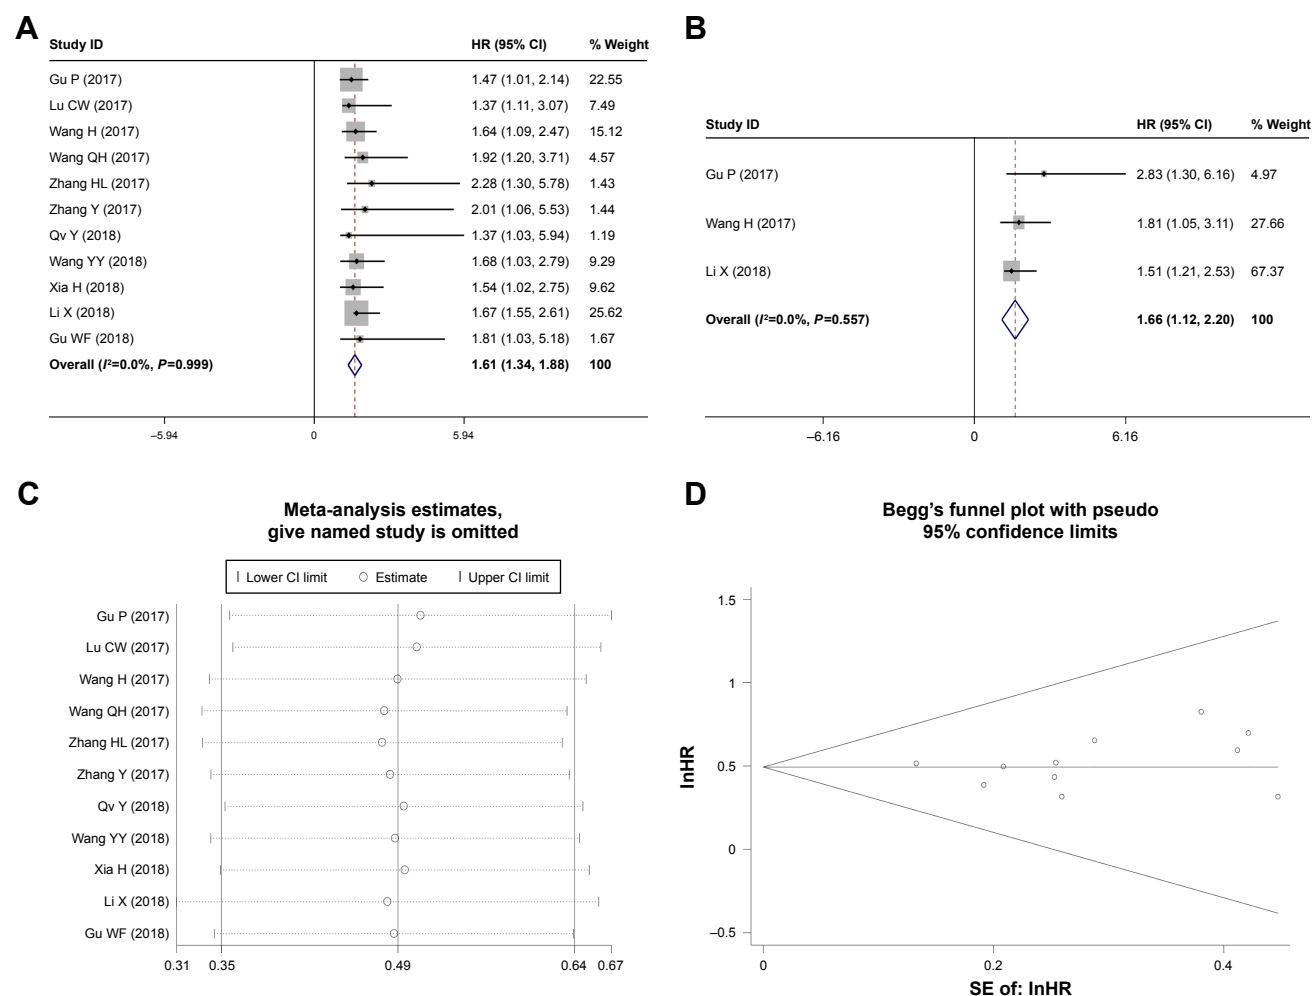 A
Study ID HR (95% CI) % Weight
Gu P (2017) 1.47 (1.01, 2.14) 22.55
Lu CW (2017) 1.37 (1.11, 3.07) 7.49
Wang H (2017) 1.64 (1.09, 2.47) 15.12
Wang QH (2017) 1.92 (1.20, 3.71) 4.57
Zhang HL (2017) 2.28 (1.30, 5.78) 1.43
Zhang Y (2017) 2.01 (1.06, 5.53) 1.44
Qv Y (2018) 1.37 (1.03, 5.94) 1.19
Wang YY (2018) 1.68 (1.03, 2.79) 9.29
Xia H (2018) 1.54 (1.02, 2.75) 9.62
Li X (2018) 1.67 (1.55, 2.61) 25.62
Gu WF (2018) 1.81 (1.03, 5.18) 1.67
Overall (I²=0.0%, P=0.999) 1.61 (1.34, 1.88) 100
–5.94 0 5.94
B
Study ID HR (95% CI) % Weight
Gu P (2017) 2.83 (1.30, 6.16) 4.97
Wang H (2017) 1.81 (1.05, 3.11) 27.66
Li X (2018) 1.51 (1.21, 2.53) 67.37
Overall (I²=0.0%, P=0.557) 1.66 (1.12, 2.20) 100
–6.16 0 6.16
C
Meta-analysis estimates,
give named study is omitted
Lower CI limit Estimate Upper CI limit
Gu P (2017)
Lu CW (2017)
Wang H (2017)
Wang QH (2017)
Zhang HL (2017)
Zhang Y (2017)
Qv Y (2018)
Wang YY (2018)
Xia H (2018)
Li X (2018)
Gu WF (2018)
0.31 0.35 0.49 0.64 0.67
D
Begg's funnel plot with pseudo
95% confidence limits
lnHR
1.5
1
0.5
0
–0.5
0 0.2 0.4
SE of: lnHR